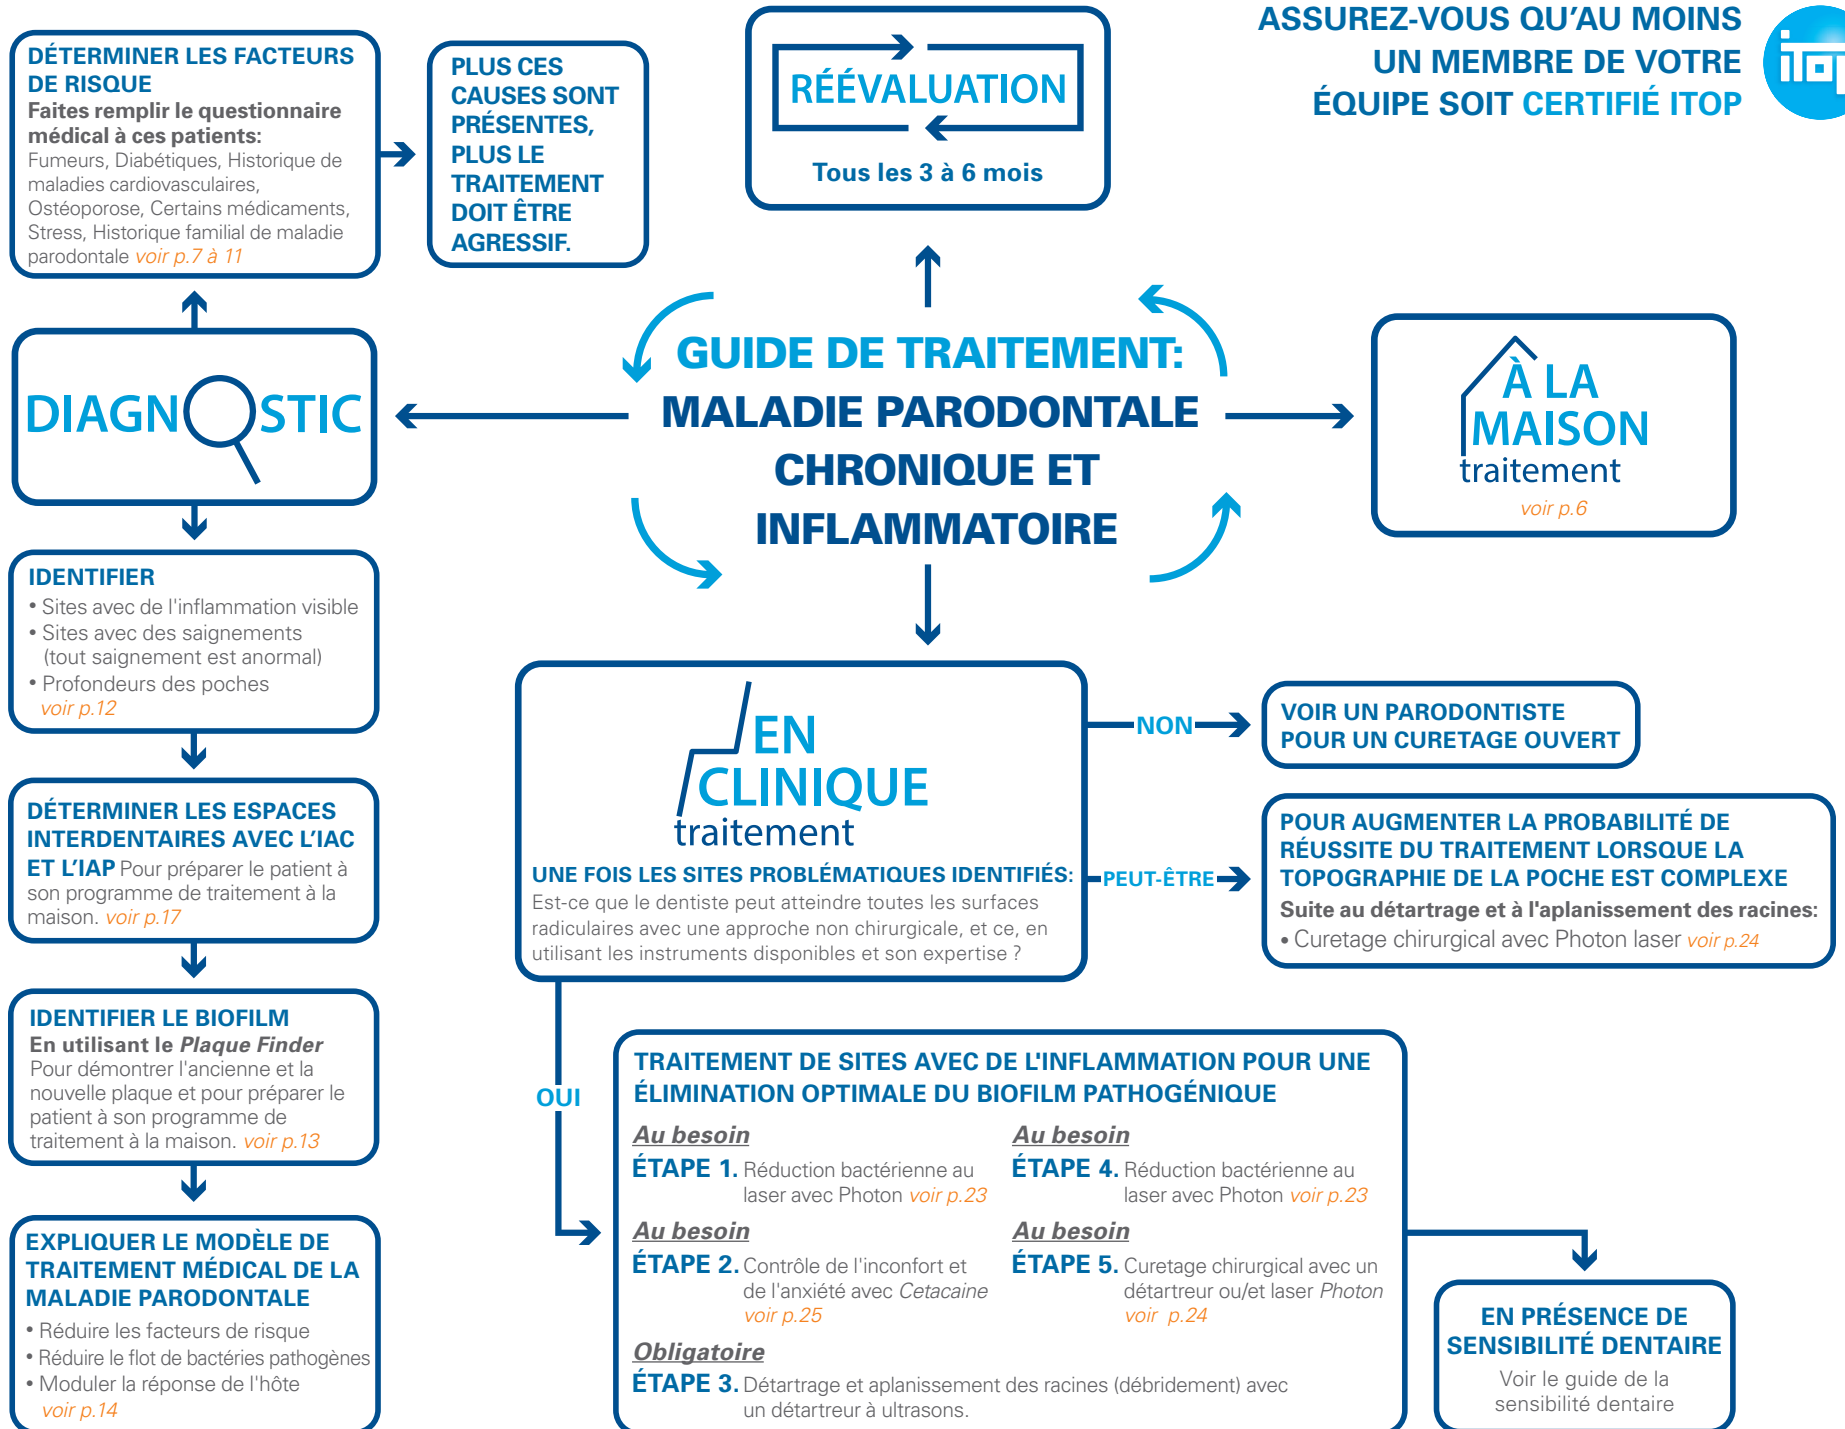 ASSUREZ-VOUS QU'AU MOINS
UN MEMBRE DE VOTRE
ÉQUIPE SOIT CERTIFIÉ ITOP
itop
DÉTERMINER LES FACTEURS
DE RISQUE
Faites remplir le questionnaire
médical à ces patients:
Fumeurs, Diabétiques, Historique de
maladies cardiovasculaires,
Ostéoporose, Certains médicaments,
Stress, Historique familial de maladie
parodontale voir p.7 à 11
PLUS CES
CAUSES SONT
PRÉSENTES,
PLUS LE
TRAITEMENT
DOIT ÊTRE
AGRESSIF.
RÉÉVALUATION
Tous les 3 à 6 mois
GUIDE DE TRAITEMENT:
MALADIE PARODONTALE
CHRONIQUE ET
INFLAMMATOIRE
DIAGNOSTIC
À LA
MAISON
traitement
voir p.6
IDENTIFIER
• Sites avec de l'inflammation visible
• Sites avec des saignements
(tout saignement est anormal)
• Profondeurs des poches
voir p.12
DÉTERMINER LES ESPACES
INTERDENTAIRES AVEC L'IAC
ET L'IAP Pour préparer le patient à
son programme de traitement à la
maison. voir p.17
IDENTIFIER LE BIOFILM
En utilisant le Plaque Finder
Pour démontrer l'ancienne et la
nouvelle plaque et pour préparer le
patient à son programme de
traitement à la maison. voir p.13
EXPLIQUER LE MODÈLE DE
TRAITEMENT MÉDICAL DE LA
MALADIE PARODONTALE
• Réduire les facteurs de risque
• Réduire le flot de bactéries pathogènes
• Moduler la réponse de l'hôte
voir p.14
EN
CLINIQUE
traitement
UNE FOIS LES SITES PROBLÉMATIQUES IDENTIFIÉS:
Est-ce que le dentiste peut atteindre toutes les surfaces
radiculaires avec une approche non chirurgicale, et ce, en
utilisant les instruments disponibles et son expertise ?
NON
VOIR UN PARODONTISTE
POUR UN CURETAGE OUVERT
PEUT-ÊTRE
POUR AUGMENTER LA PROBABILITÉ DE
RÉUSSITE DU TRAITEMENT LORSQUE LA
TOPOGRAPHIE DE LA POCHE EST COMPLEXE
Suite au détartrage et à l'aplanissement des racines:
• Curetage chirurgical avec Photon laser voir p.24
OUI
TRAITEMENT DE SITES AVEC DE L'INFLAMMATION POUR UNE
ÉLIMINATION OPTIMALE DU BIOFILM PATHOGÉNIQUE
Au besoin
ÉTAPE 1. Réduction bactérienne au
laser avec Photon voir p.23
Au besoin
ÉTAPE 2. Contrôle de l'inconfort et
de l'anxiété avec Cetacaine
voir p.25
Obligatoire
ÉTAPE 3. Détartrage et aplanissement des racines (débridement) avec
un détartreur à ultrasons.
Au besoin
ÉTAPE 4. Réduction bactérienne au
laser avec Photon voir p.23
Au besoin
ÉTAPE 5. Curetage chirurgical avec un
détartreur ou/et laser Photon
voir p.24
EN PRÉSENCE DE
SENSIBILITÉ DENTAIRE
Voir le guide de la
sensibilité dentaire